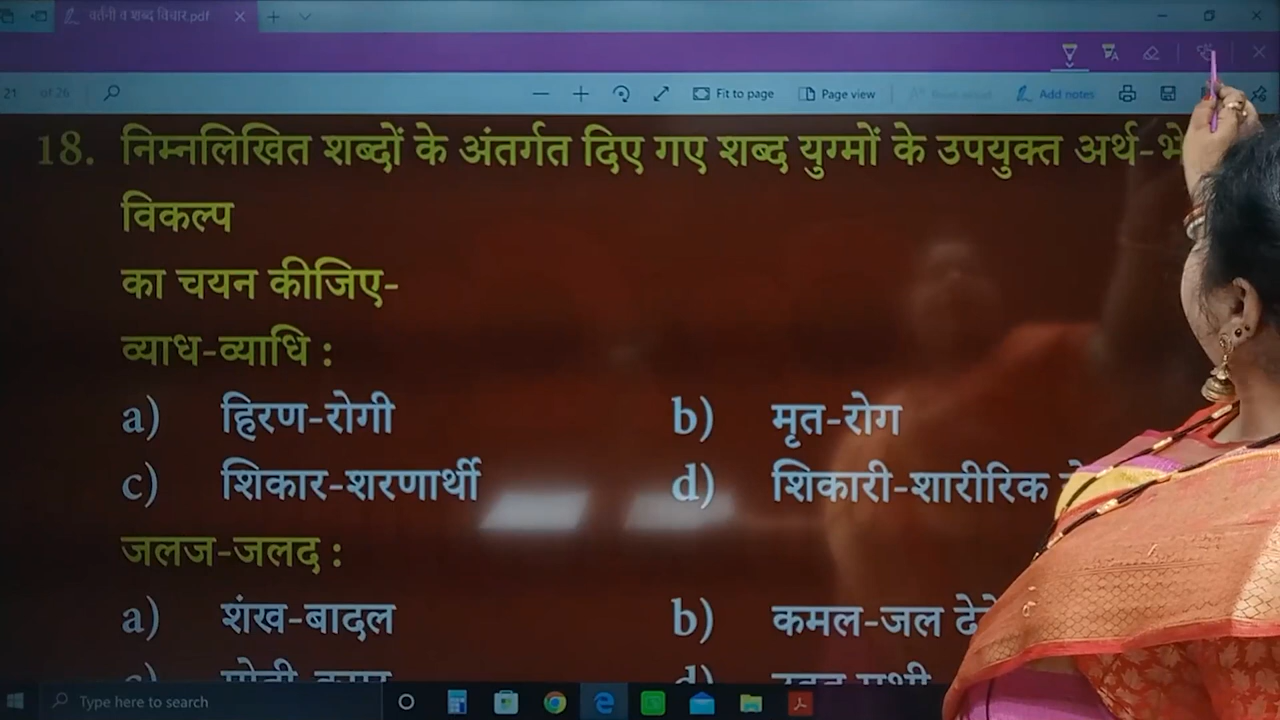 वर्तनी व शब्द विचार.pdf
21 of 26 Fit to page Page view Add notes
18. निम्नलिखित शब्दों के अंतर्गत दिए गए शब्द युग्मों के उपयुक्त
विकल्प
का चयन कीजिए-
व्याध-व्याधि :
a) हिरण-रोगी b) मृत-रोग
c) शिकार-शरणार्थी d) शिकारी-शारीरिक
जलज-जलद :
a) शंख-बादल b) कमल-जल
Type here to search